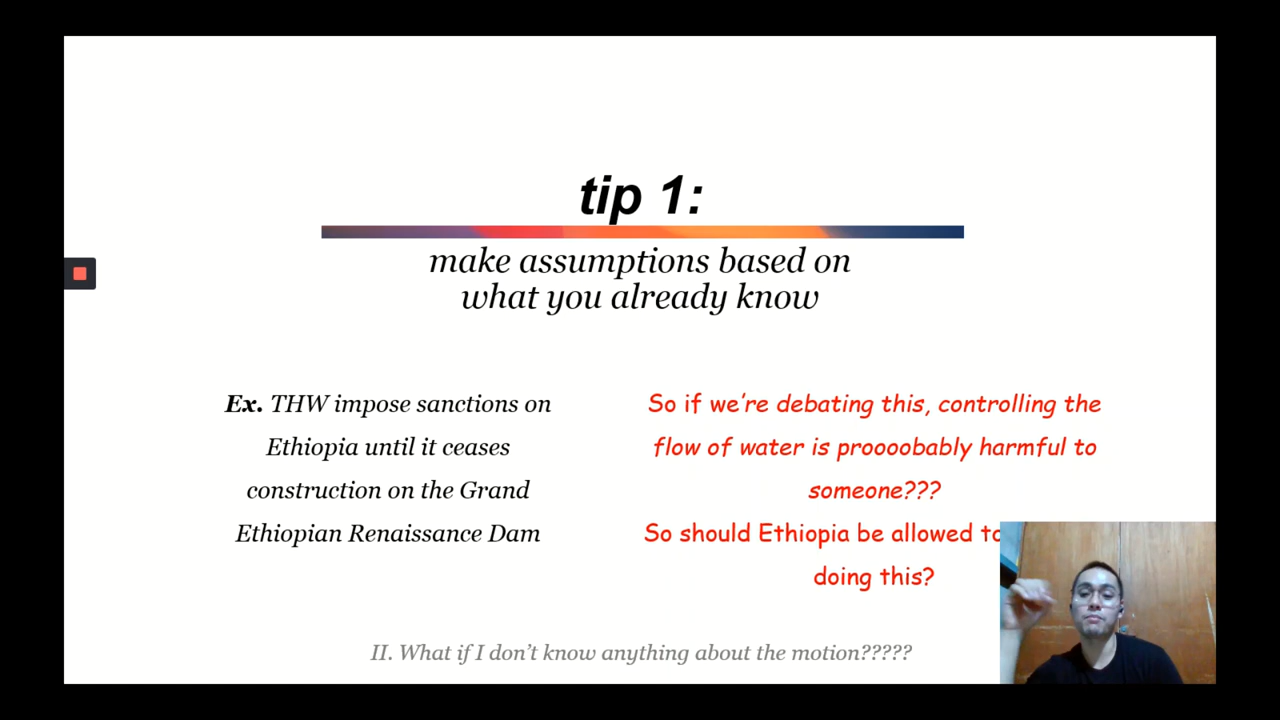 tip 1:
make assumptions based on
what you already know
Ex. THW impose sanctions on
Ethiopia until it ceases
construction on the Grand
Ethiopian Renaissance Dam
So if we're debating this, controlling the
flow of water is proooobably harmful to
someone???
So should Ethiopia be allowed to
doing this?
II. What if I don't know anything about the motion?????